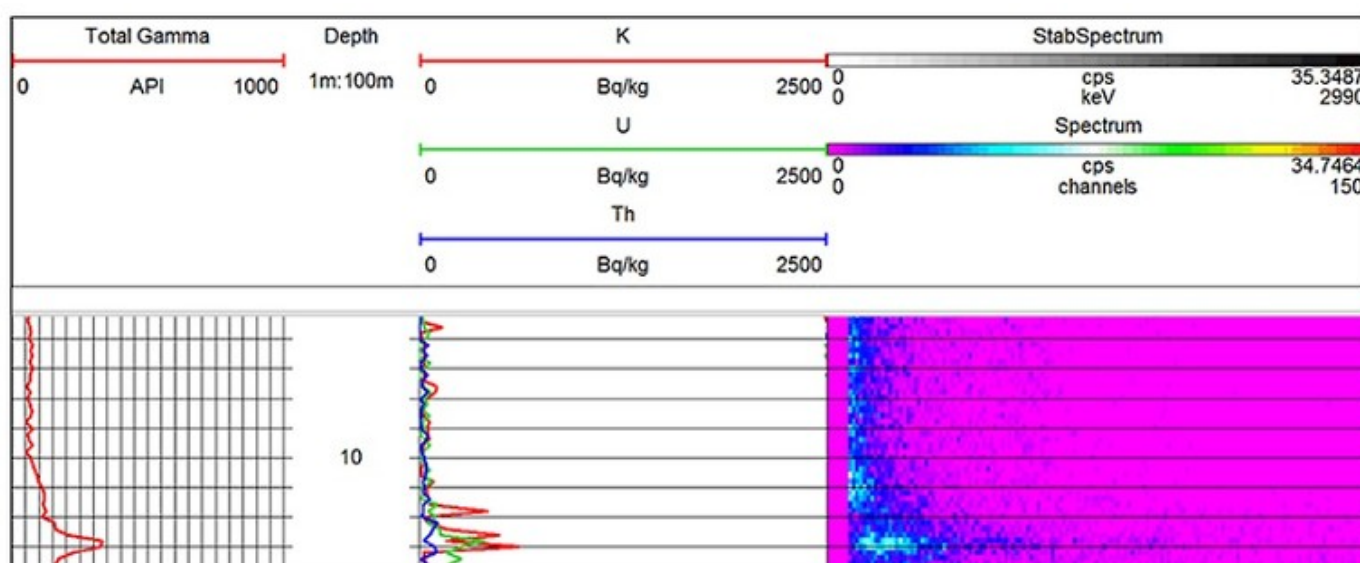 Total Gamma
0 API 1000
Depth
1m:100m
K
0 Bq/kg 2500
U
0 Bq/kg 2500
Th
0 Bq/kg 2500
StabSpectrum
0 cps 35.3487
0 keV 2990
Spectrum
0 cps 34.7464
0 channels 150
10